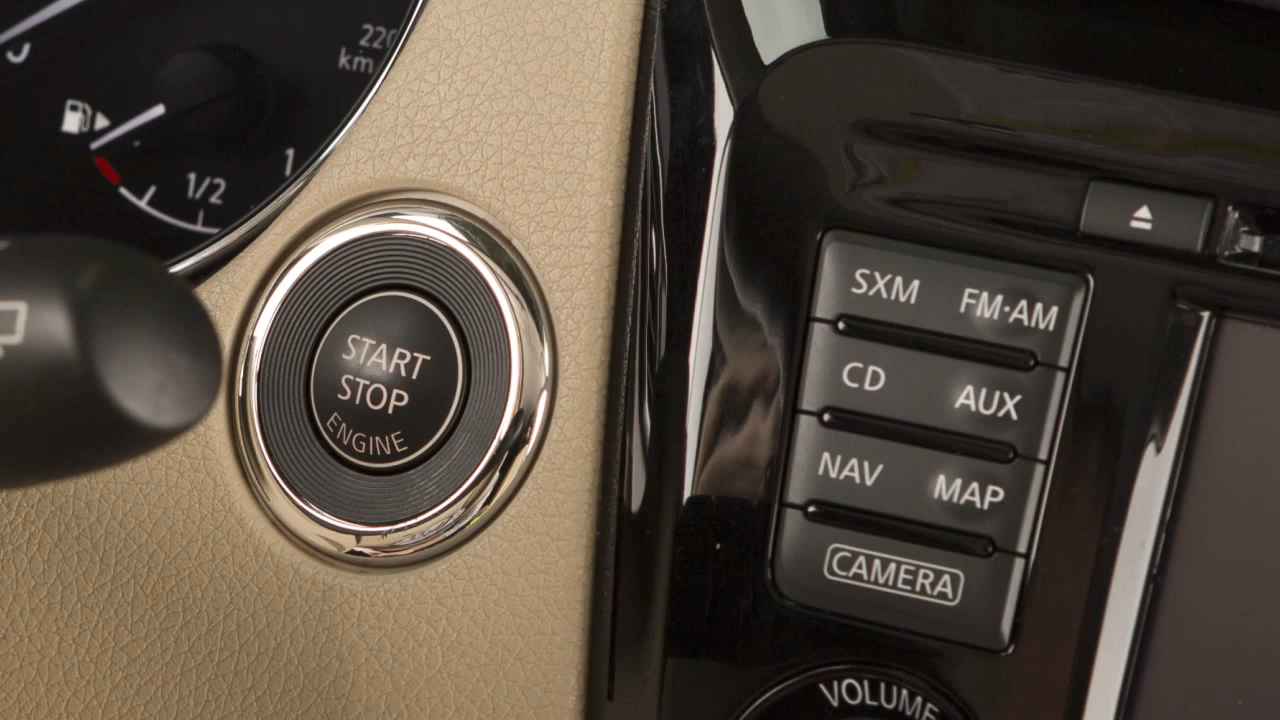 220
km
1/2
1
START
STOP
ENGINE
SXM FM·AM
CD AUX
NAV MAP
CAMERA
VOLUME